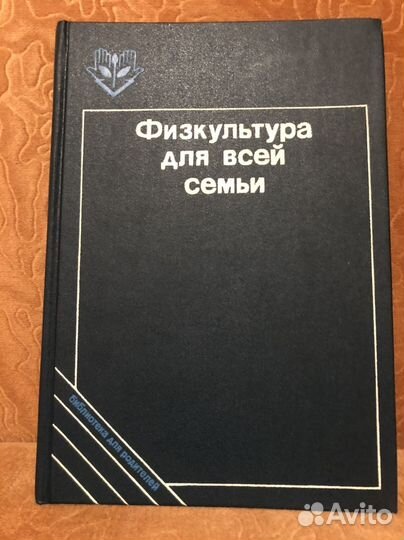 Физкультура
для всей
семьи
библиотека для родителей
Avito